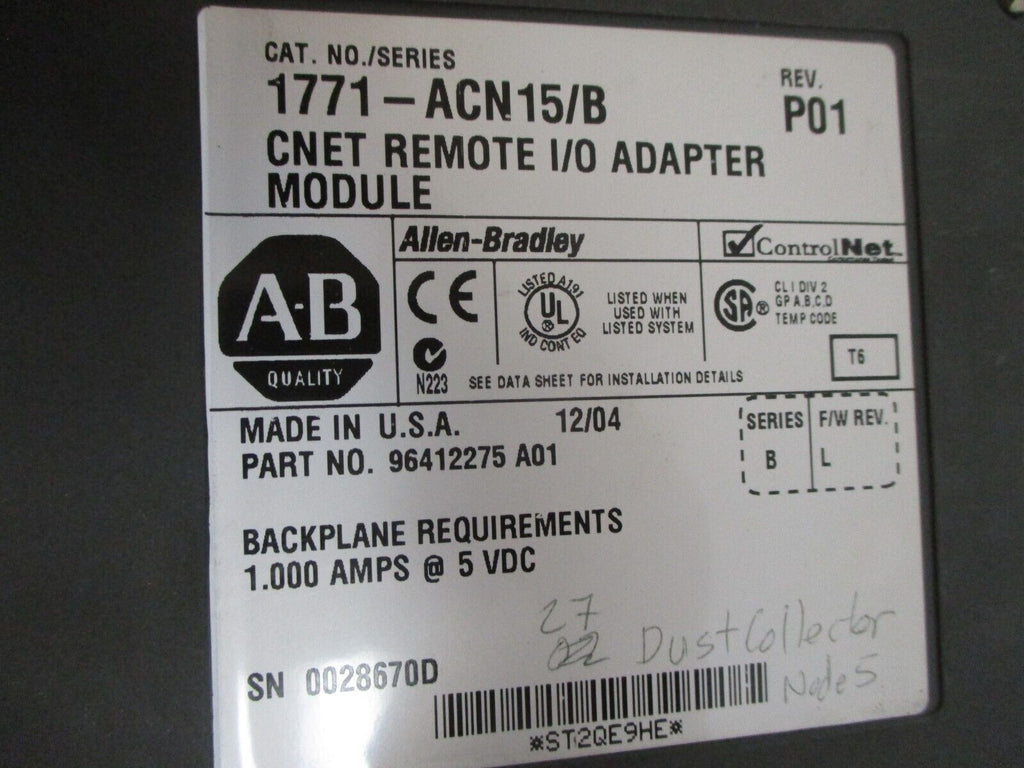 CAT. NO./SERIES
1771-ACN15/B
REV.
P01
CNET REMOTE I/O ADAPTER
MODULE
A-B
QUALITY
Allen-Bradley
ControlNet
CE
N223
LISTED A191
UL
®
IND CONT EQ
LISTED WHEN
USED WITH
LISTED SYSTEM
SA®
CL I DIV 2
GP A,B,C,D
TEMP CODE
T6
SEE DATA SHEET FOR INSTALLATION DETAILS
MADE IN U.S.A. 12/04
PART NO. 96412275 A01
SERIES F/W REV.
B L
BACKPLANE REQUIREMENTS
1.000 AMPS @ 5 VDC
27
Dust Collector
Node 5
SN 0028670D
*ST2QE9HE*